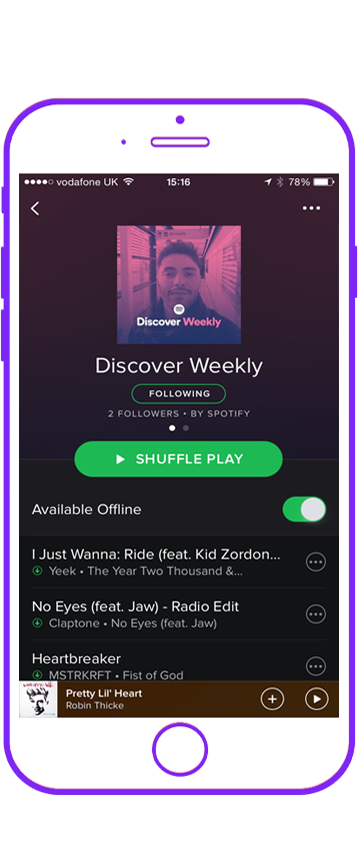 vodafone UK 15:16 78%
Discover Weekly
Discover Weekly
FOLLOWING
2 FOLLOWERS • BY SPOTIFY
SHUFFLE PLAY
Available Offline
I Just Wanna: Ride (feat. Kid Zordon...
Yeek • The Year Two Thousand &...
No Eyes (feat. Jaw) - Radio Edit
Claptone • No Eyes (feat. Jaw)
Heartbreaker
MSTRKRFT • Fist of God
Pretty Lil' Heart
Robin Thicke